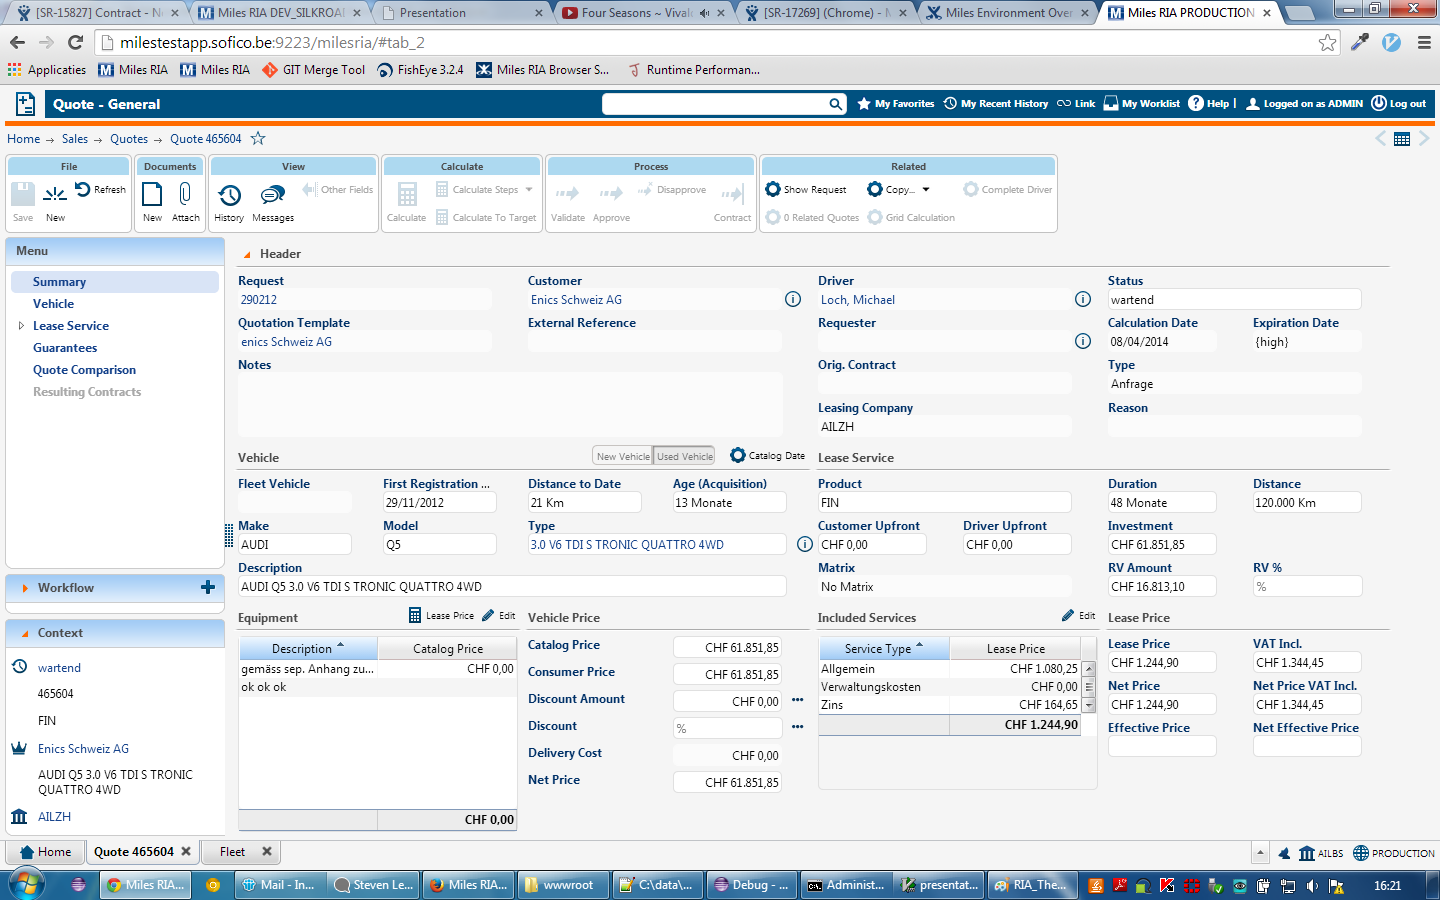 [SR-15827] Contract - N
Miles RIA DEV_SILKROA
Presentation
Four Seasons ~ Vival
[SR-17269] (Chrome) - M
Miles Environment Over
Miles RIA PRODUCTION
milestestapp.sofico.be:9223/milesria/#tab_2
Applicaties
Miles RIA
Miles RIA
GIT Merge Tool
FishEye 3.2.4
Miles RIA Browser S...
Runtime Performan...
Quote - General
My Favorites
My Recent History
Link
My Worklist
Help |
Logged on as ADMIN
Log out
Home → Sales → Quotes → Quote 465604
File
Documents
View
Calculate
Process
Related
Save
New
Refresh
New
Attach
History
Messages
Other Fields
Calculate
Calculate Steps
Calculate To Target
Validate
Approve
Disapprove
Contract
Show Request
Copy...
Complete Driver
0 Related Quotes
Grid Calculation
Menu
Summary
Vehicle
Lease Service
Guarantees
Quote Comparison
Resulting Contracts
Workflow
Context
wartend
465604
FIN
Enics Schweiz AG
AUDI Q5 3.0 V6 TDI S TRONIC
QUATTRO 4WD
AILZH
Header
Request
290212
Customer
Enics Schweiz AG
Driver
Loch, Michael
Status
wartend
Quotation Template
enics Schweiz AG
External Reference
Requester
Calculation Date
08/04/2014
Expiration Date
{high}
Notes
Orig. Contract
Type
Anfrage
Leasing Company
AILZH
Reason
Vehicle
New Vehicle
Used Vehicle
Catalog Date
Fleet Vehicle
First Registration ...
29/11/2012
Distance to Date
21 Km
Age (Acquisition)
13 Monate
Make
AUDI
Model
Q5
Type
3.0 V6 TDI S TRONIC QUATTRO 4WD
Description
AUDI Q5 3.0 V6 TDI S TRONIC QUATTRO 4WD
Lease Service
Product
FIN
Duration
48 Monate
Distance
120.000 Km
Customer Upfront
CHF 0,00
Driver Upfront
CHF 0,00
Investment
CHF 61.851,85
Matrix
No Matrix
RV Amount
CHF 16.813,10
RV %
%
Equipment
Lease Price
Edit
Description
Catalog Price
gemäss sep. Anhang zu...
CHF 0,00
ok ok ok
CHF 0,00
Vehicle Price
Catalog Price
CHF 61.851,85
Consumer Price
CHF 61.851,85
Discount Amount
CHF 0,00
Discount
%
Delivery Cost
CHF 0,00
Net Price
CHF 61.851,85
Included Services
Edit
Service Type
Lease Price
Allgemein
CHF 1.080,25
Verwaltungskosten
CHF 0,00
Zins
CHF 164,65
CHF 1.244,90
Lease Price
Lease Price
CHF 1.244,90
VAT Incl.
CHF 1.344,45
Net Price
CHF 1.244,90
Net Price VAT Incl.
CHF 1.344,45
Effective Price
Net Effective Price
Home
Quote 465604
Fleet
AILBS
PRODUCTION
Miles RIA...
Mail - In...
Steven Le...
Miles RIA...
wwwroot
C:\data\...
Debug - ...
Administ...
presentat...
RIA_The...
16:21